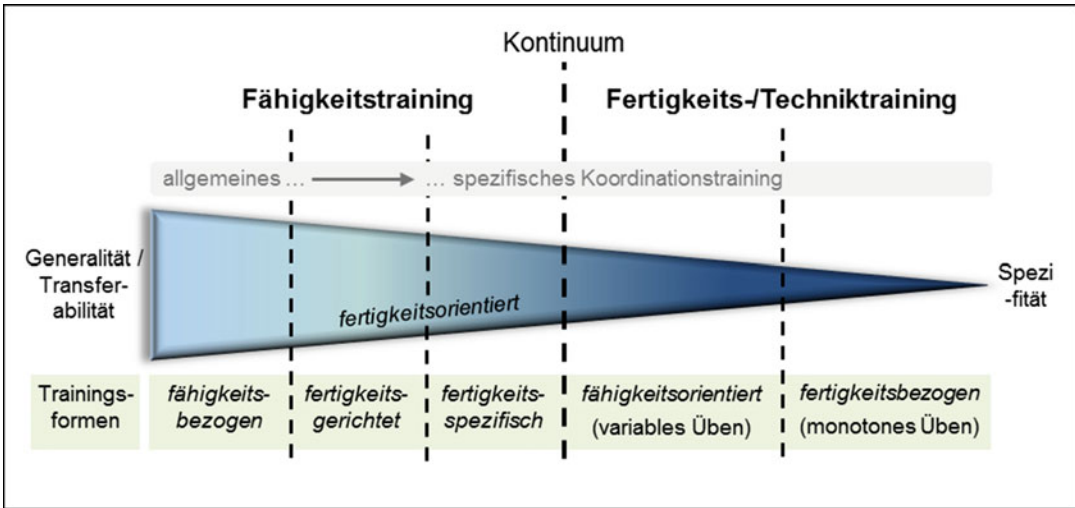 Kontinuum
Fähigkeitstraining
Fertigkeits-/Techniktraining
allgemeines ...
... spezifisches Koordinationstraining
Generalität /
Transfer-
abilität
fertigkeitsorientiert
Spezi
-fität
Trainings-
formen
fähigkeits-
bezogen
fertigkeits-
gerichtet
fertigkeits-
spezifisch
fähigkeitsorientiert
(variables Üben)
fertigkeitsbezogen
(monotones Üben)